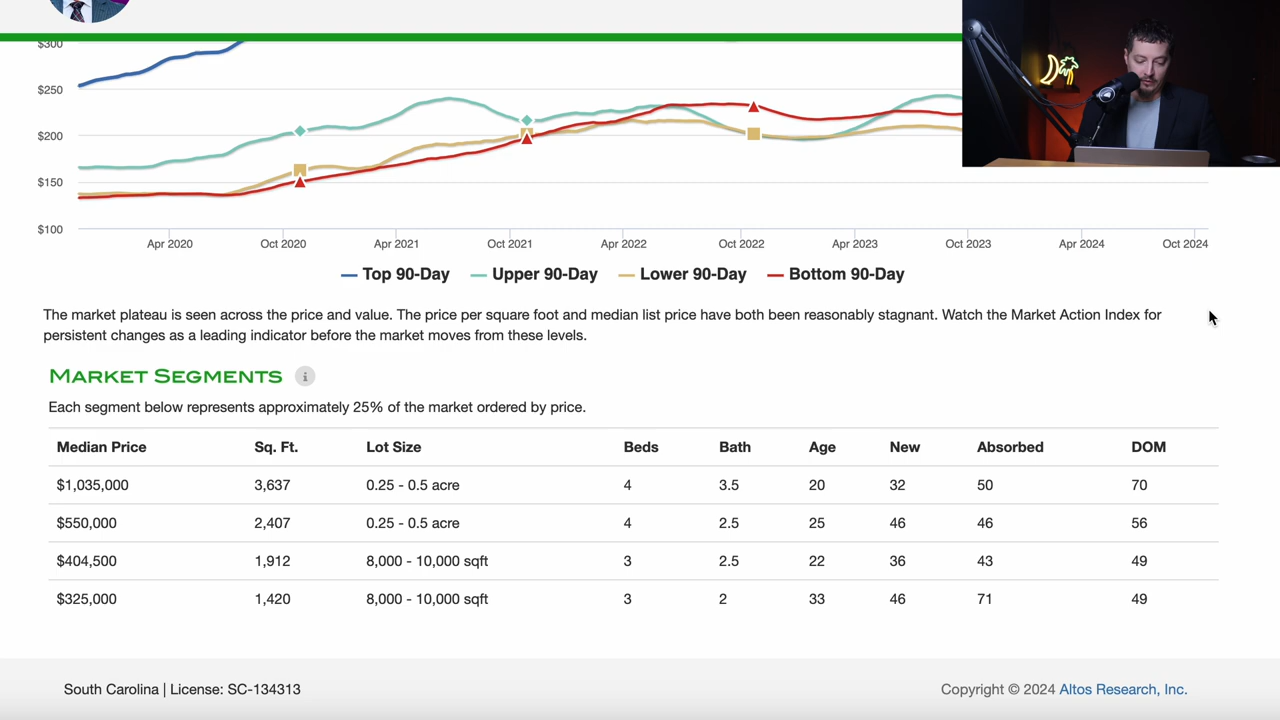 $300
$250
$200
$150
$100
Apr 2020 Oct 2020 Apr 2021 Oct 2021 Apr 2022 Oct 2022 Apr 2023 Oct 2023 Apr 2024 Oct 2024
Top 90-Day Upper 90-Day Lower 90-Day Bottom 90-Day
The market plateau is seen across the price and value. The price per square foot and median list price have both been reasonably stagnant. Watch the Market Action Index for
persistent changes as a leading indicator before the market moves from these levels.
MARKET SEGMENTS i
Each segment below represents approximately 25% of the market ordered by price.
Median Price Sq. Ft. Lot Size Beds Bath Age New Absorbed DOM
$1,035,000 3,637 0.25 - 0.5 acre 4 3.5 20 32 50 70
$550,000 2,407 0.25 - 0.5 acre 4 2.5 25 46 46 56
$404,500 1,912 8,000 - 10,000 sqft 3 2.5 22 36 43 49
$325,000 1,420 8,000 - 10,000 sqft 3 2 33 46 71 49
South Carolina | License: SC-134313 Copyright © 2024 Altos Research, Inc.